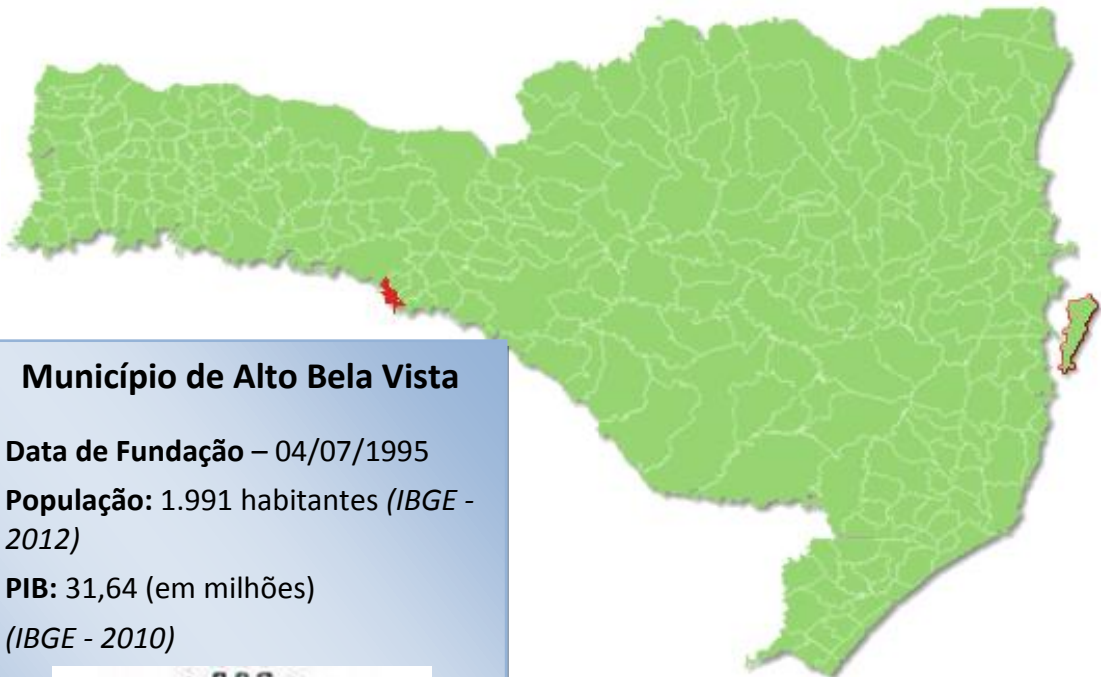 Município de Alto Bela Vista
Data de Fundação – 04/07/1995
População: 1.991 habitantes (IBGE -
2012)
PIB: 31,64 (em milhões)
(IBGE - 2010)